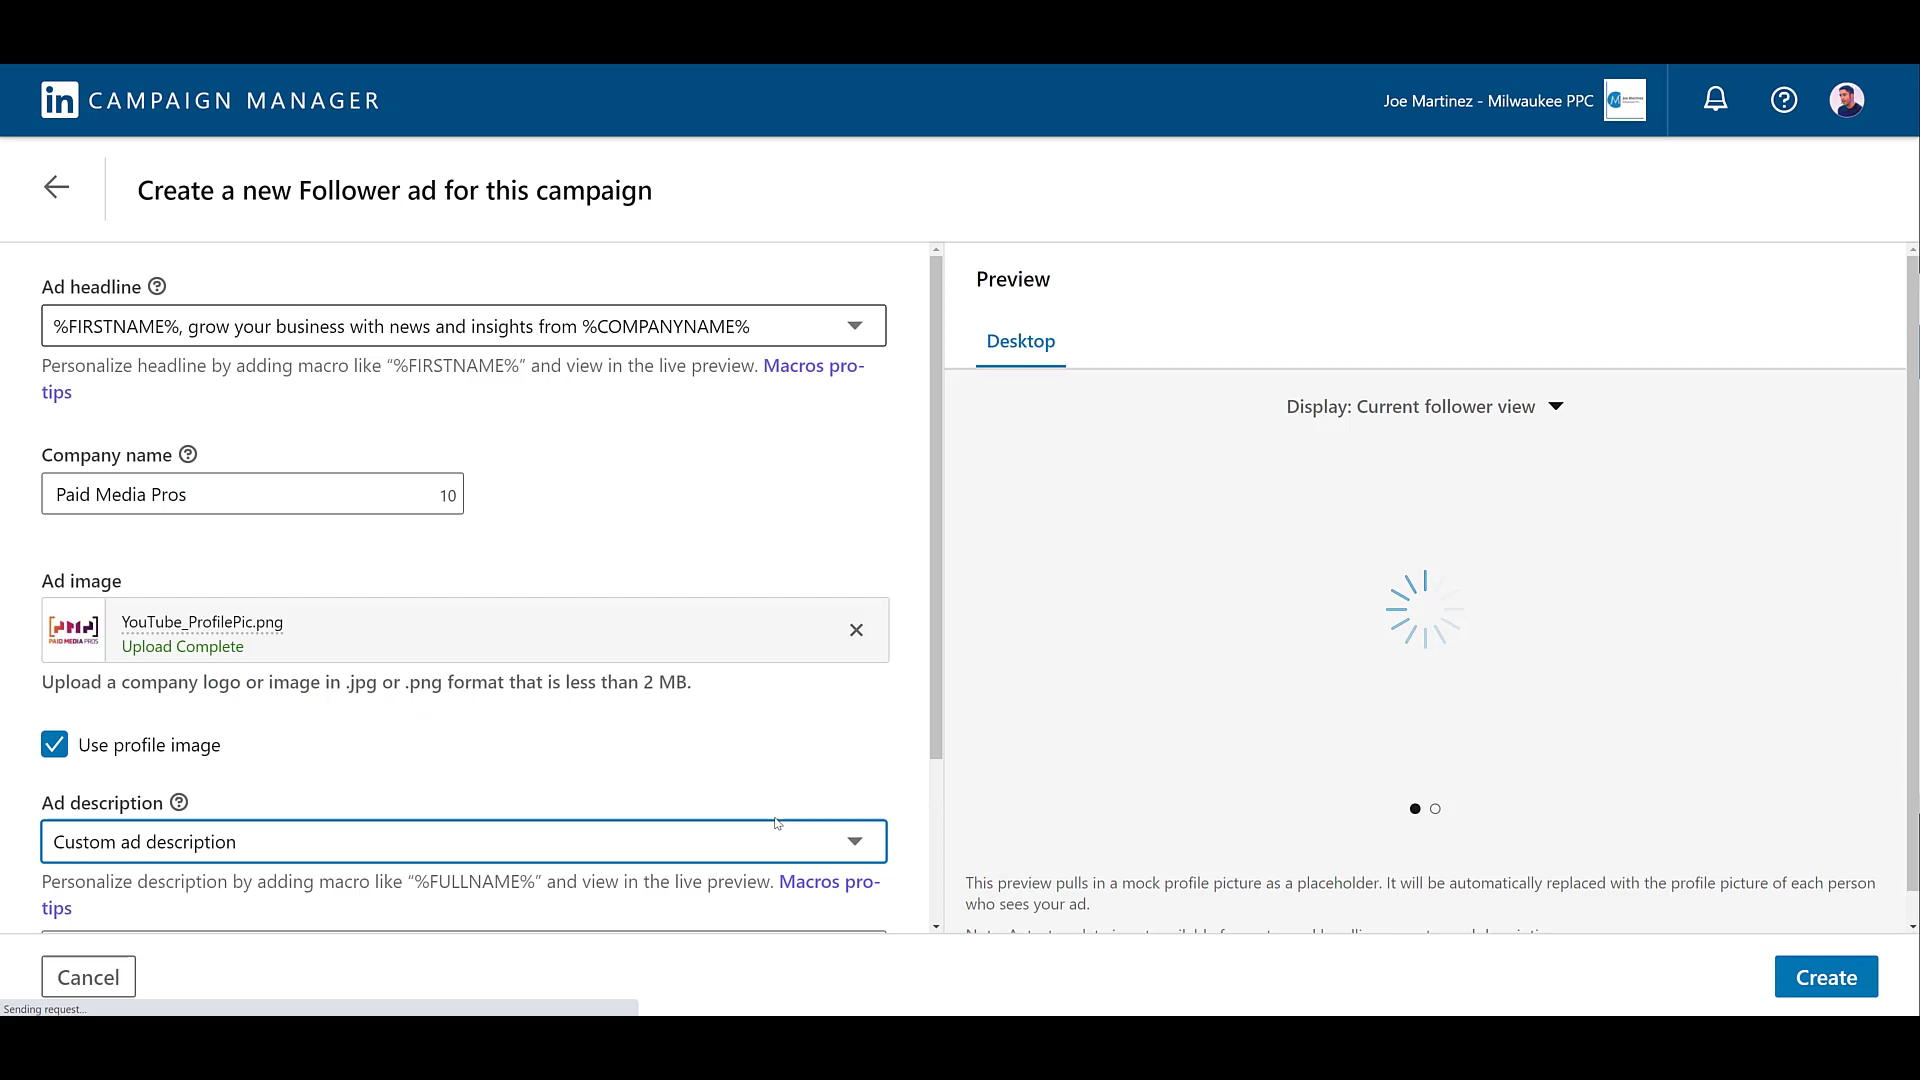 in CAMPAIGN MANAGER
Joe Martinez - Milwaukee PPC
Create a new Follower ad for this campaign
Ad headline
%FIRSTNAME%, grow your business with news and insights from %COMPANYNAME%
Personalize headline by adding macro like “%FIRSTNAME%” and view in the live preview. Macros pro-
tips
Company name
Paid Media Pros 10
Ad image
PAID MEDIA PROS
YouTube_ProfilePic.png
Upload Complete
Upload a company logo or image in .jpg or .png format that is less than 2 MB.
Use profile image
Ad description
Custom ad description
Personalize description by adding macro like “%FULLNAME%” and view in the live preview. Macros pro-
tips
Preview
Desktop
Display: Current follower view
This preview pulls in a mock profile picture as a placeholder. It will be automatically replaced with the profile picture of each person
who sees your ad.
Cancel
Create
Sending request...